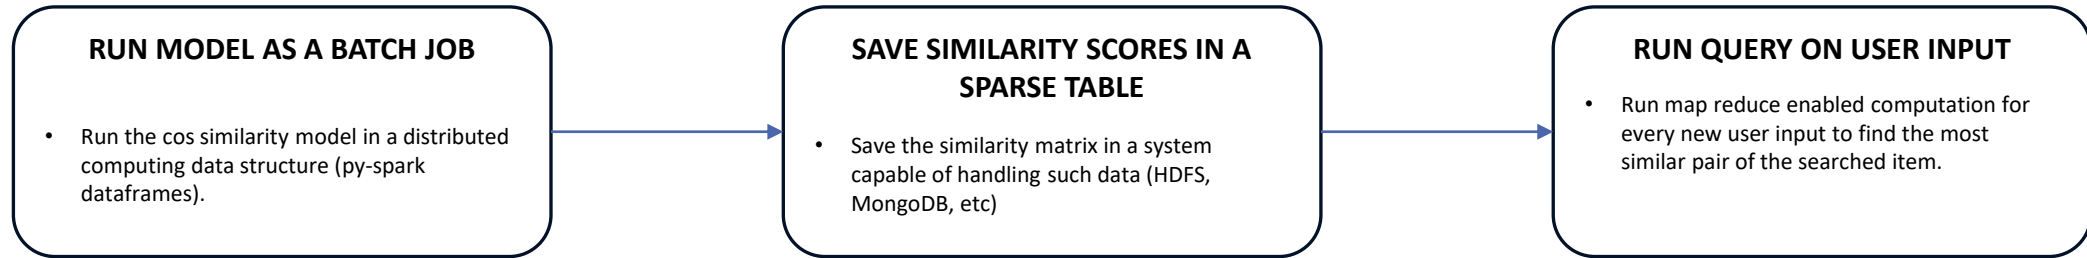 RUN MODEL AS A BATCH JOB
• Run the cos similarity model in a distributed
computing data structure (py-spark
dataframes).
SAVE SIMILARITY SCORES IN A
SPARSE TABLE
• Save the similarity matrix in a system
capable of handling such data (HDFS,
MongoDB, etc)
RUN QUERY ON USER INPUT
• Run map reduce enabled computation for
every new user input to find the most
similar pair of the searched item.